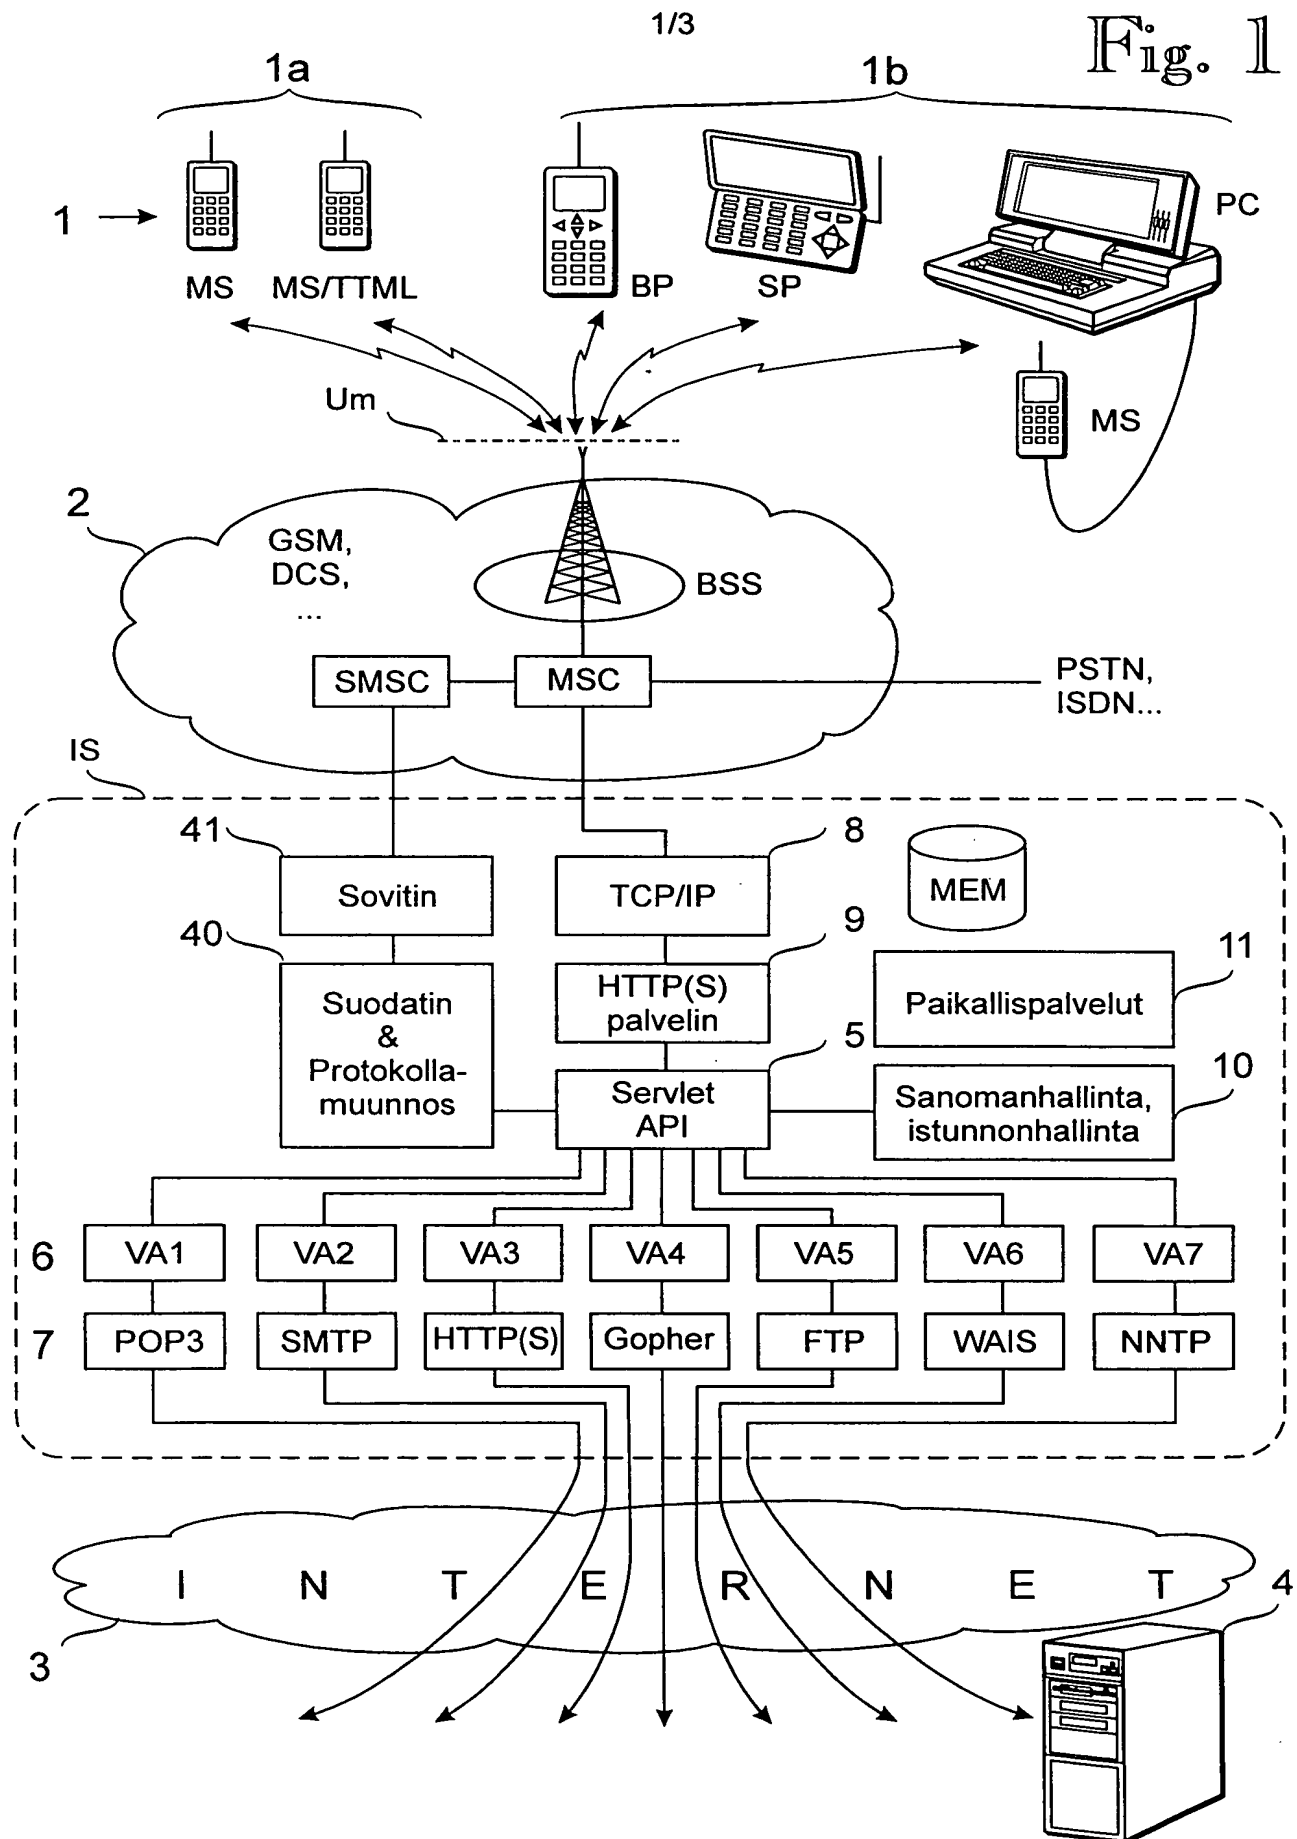 1/3
Fig. 1
1a
1b
1
MS
MS/TTML
BP
SP
PC
MS
Um
2
GSM,
DCS,
...
BSS
SMSC
MSC
PSTN,
ISDN...
IS
41
Sovitin
8
TCP/IP
MEM
40
Suodatin
&
Protokolla-
muunnos
9
HTTP(S)
palvelin
11
Paikallispalvelut
5
Servlet
API
10
Sanomanhallinta,
istunnonhallinta
6
VA1
VA2
VA3
VA4
VA5
VA6
VA7
7
POP3
SMTP
HTTP(S)
Gopher
FTP
WAIS
NNTP
I N T E R N E T
3
4